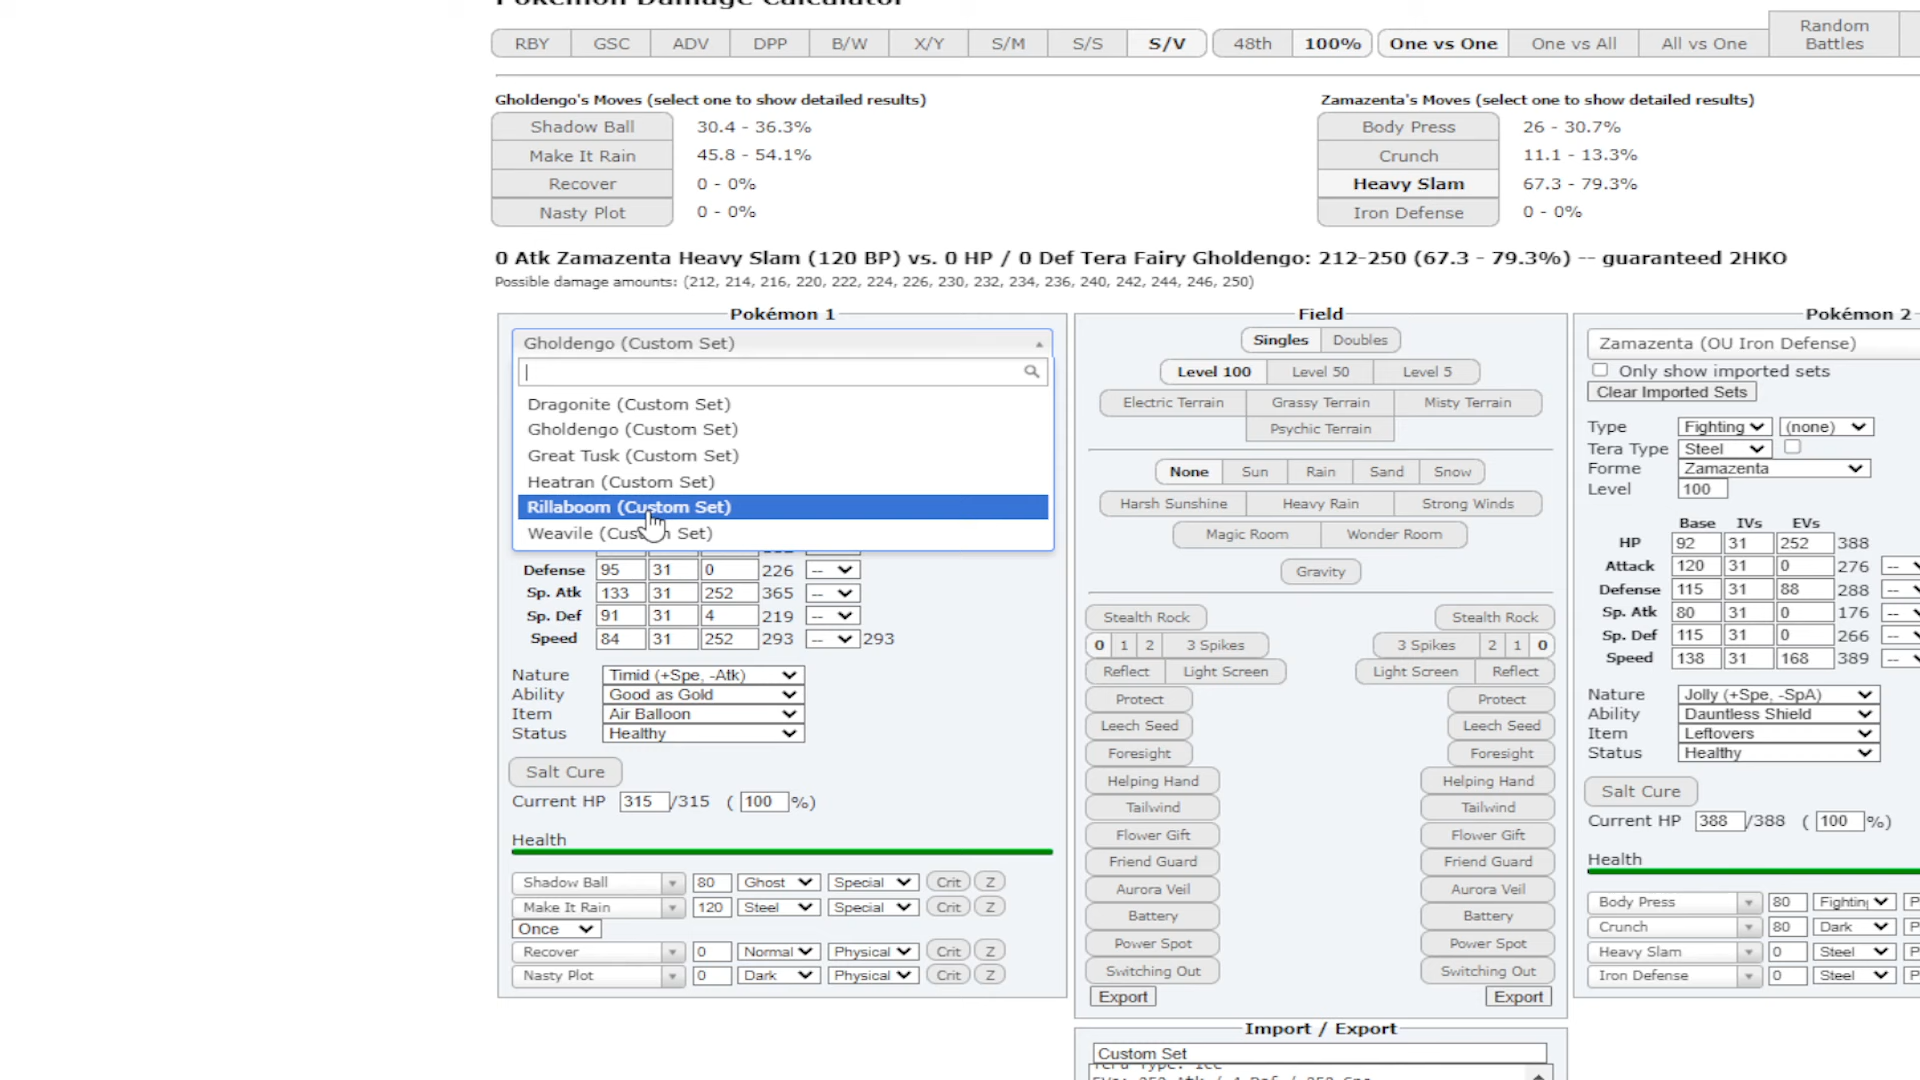 Pokémon Damage Calculator
RBY GSC ADV DPP B/W X/Y S/M S/S S/V 48th 100% One vs One One vs All All vs One Random Battles
Gholdengo's Moves (select one to show detailed results)
Shadow Ball 30.4 - 36.3%
Make It Rain 45.8 - 54.1%
Recover 0 - 0%
Nasty Plot 0 - 0%
Zamazenta's Moves (select one to show detailed results)
Body Press 26 - 30.7%
Crunch 11.1 - 13.3%
Heavy Slam 67.3 - 79.3%
Iron Defense 0 - 0%
0 Atk Zamazenta Heavy Slam (120 BP) vs. 0 HP / 0 Def Tera Fairy Gholdengo: 212-250 (67.3 - 79.3%) -- guaranteed 2HKO
Possible damage amounts: (212, 214, 216, 220, 222, 224, 226, 230, 232, 234, 236, 240, 242, 244, 246, 250)
Pokémon 1
Gholdengo (Custom Set)
Dragonite (Custom Set)
Gholdengo (Custom Set)
Great Tusk (Custom Set)
Heatran (Custom Set)
Rillaboom (Custom Set)
Weavile (Custom Set)
Defense 95 31 0 226 --
Sp. Atk 133 31 252 365 --
Sp. Def 91 31 4 219 --
Speed 84 31 252 293 -- 293
Nature Timid (+Spe, -Atk)
Ability Good as Gold
Item Air Balloon
Status Healthy
Salt Cure
Current HP 315 /315 ( 100 %)
Health
Shadow Ball 80 Ghost Special Crit Z
Make It Rain 120 Steel Special Crit Z
Once
Recover 0 Normal Physical Crit Z
Nasty Plot 0 Dark Physical Crit Z
Field
Singles Doubles
Level 100 Level 50 Level 5
Electric Terrain Grassy Terrain Misty Terrain
Psychic Terrain
None Sun Rain Sand Snow
Harsh Sunshine Heavy Rain Strong Winds
Magic Room Wonder Room
Gravity
Stealth Rock Stealth Rock
0 1 2 3 Spikes 3 Spikes 2 1 0
Reflect Light Screen Light Screen Reflect
Protect Protect
Leech Seed Leech Seed
Foresight Foresight
Helping Hand Helping Hand
Tailwind Tailwind
Flower Gift Flower Gift
Friend Guard Friend Guard
Aurora Veil Aurora Veil
Battery Battery
Power Spot Power Spot
Switching Out Switching Out
Export Export
Import / Export
Custom Set
Pokémon 2
Zamazenta (OU Iron Defense)
Only show imported sets
Clear Imported Sets
Type Fighting (none)
Tera Type Steel
Forme Zamazenta
Level 100
Base IVs EVs
HP 92 31 252 388
Attack 120 31 0 276 --
Defense 115 31 88 288 --
Sp. Atk 80 31 0 176 --
Sp. Def 115 31 0 266 --
Speed 138 31 168 389 --
Nature Jolly (+Spe, -SpA)
Ability Dauntless Shield
Item Leftovers
Status Healthy
Salt Cure
Current HP 388 /388 ( 100 %)
Health
Body Press 80 Fighting P
Crunch 80 Dark P
Heavy Slam 0 Steel P
Iron Defense 0 Steel P